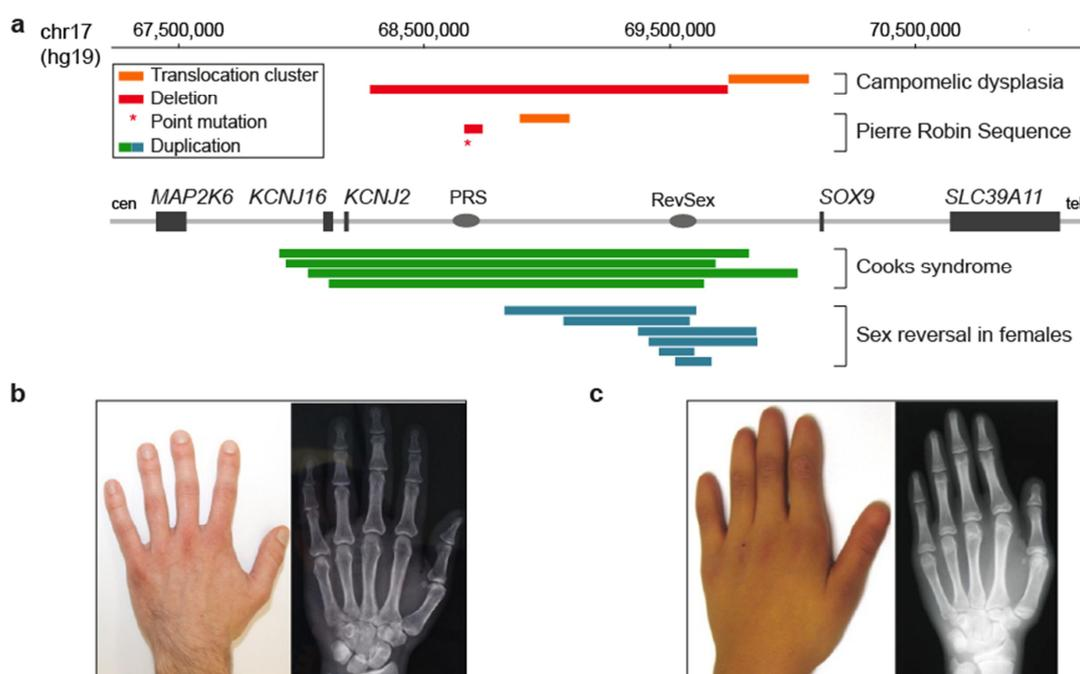 a
chr17
(hg19)
67,500,000 68,500,000 69,500,000 70,500,000
Translocation cluster
Deletion
* Point mutation
Duplication
Campomelic dysplasia
Pierre Robin Sequence
*
cen MAP2K6 KCNJ16 KCNJ2 PRS RevSex SOX9 SLC39A11 tel
Cooks syndrome
Sex reversal in females
b
c